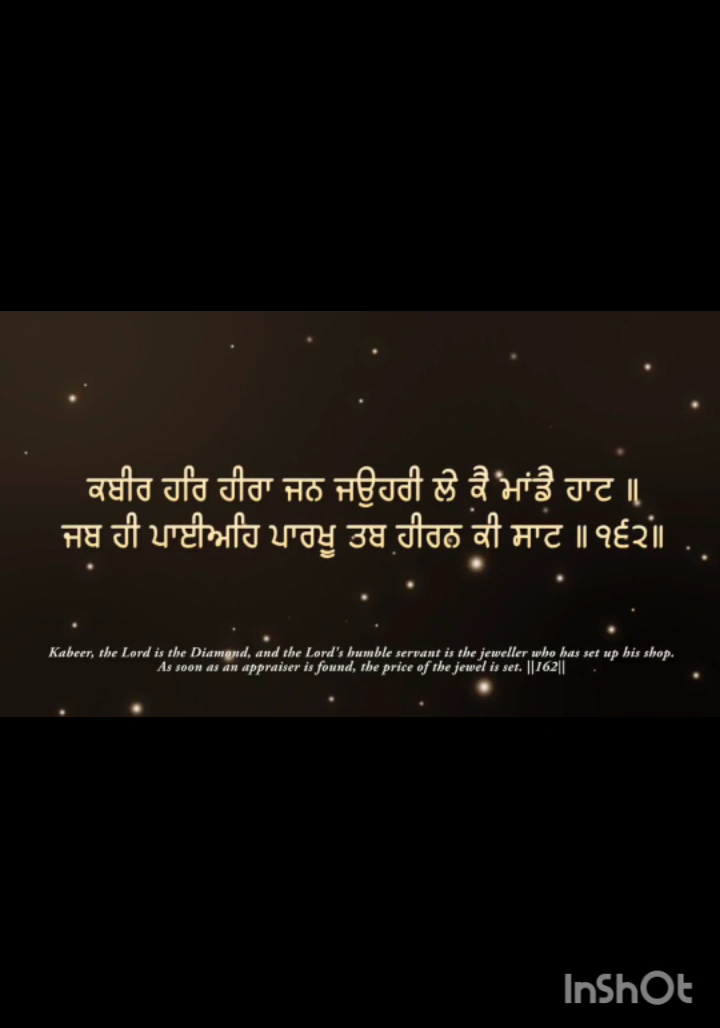 ਕਬੀਰ ਹਰਿ ਹੀਰਾ ਜਨ ਜਉਹਰੀ ਲੇ ਕੈ ਮਾਂਡੈ ਹਾਟ ॥
ਜਬ ਹੀ ਪਾਈਅਹਿ ਪਾਰਖੂ ਤਬ ਹੀਰਨ ਕੀ ਸਾਟ ॥੧੬੨॥
Kabeer, the Lord is the Diamond, and the Lord's humble servant is the jeweller who has set up his shop.
As soon as an appraiser is found, the price of the jewel is set. ||162||
InShOt